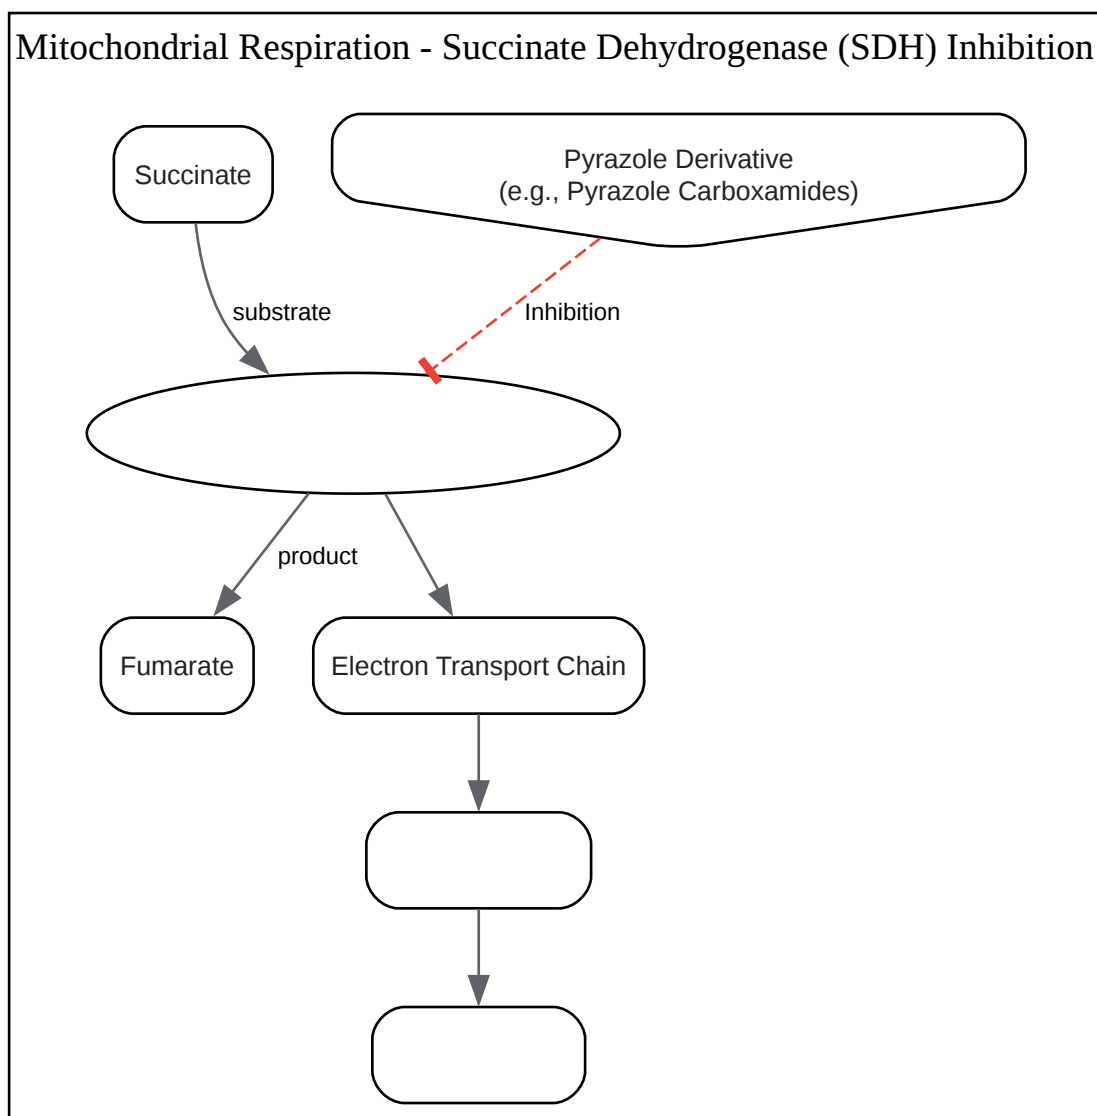 Mitochondrial Respiration - Succinate Dehydrogenase (SDH) Inhibition
Succinate
Pyrazole Derivative
(e.g., Pyrazole Carboxamides)
substrate
Inhibition
product
Fumarate
Electron Transport Chain